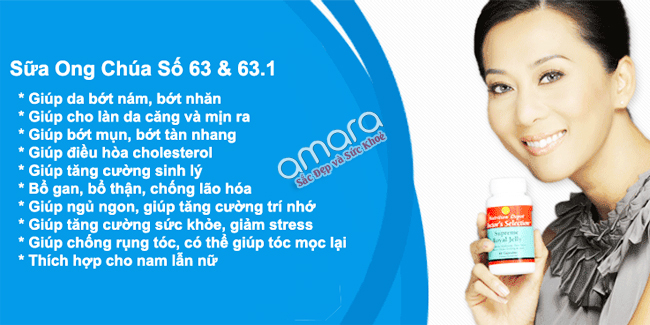 Sữa Ong Chúa Số 63 & 63.1
* Giúp da bớt nám, bớt nhăn
* Giúp cho làn da căng và mịn ra
* Giúp bớt mụn, bớt tàn nhang
* Giúp điều hòa cholesterol
* Giúp tăng cường sinh lý
* Bổ gan, bổ thận, chống lão hóa
* Giúp ngủ ngon, giúp tăng cường trí nhớ
* Giúp tăng cường sức khỏe, giảm stress
* Giúp chống rụng tóc, có thể giúp tóc mọc lại
* Thích hợp cho nam lẫn nữ
amara
Sắc Đẹp và Sức Khoẻ
Nutrition Depot
Doctor's Selection
Supreme
Royal Jelly